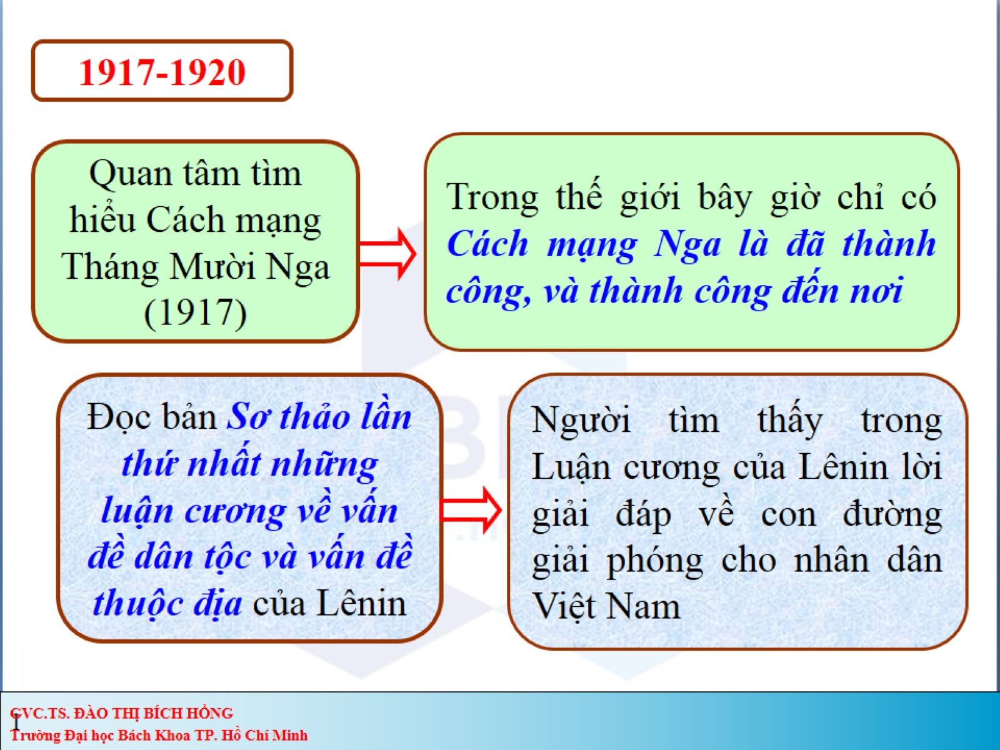 1917-1920
Quan tâm tìm
hiểu Cách mạng
Tháng Mười Nga
(1917)
Trong thế giới bây giờ chỉ có
Cách mạng Nga là đã thành
công, và thành công đến nơi
Đọc bản Sơ thảo lần
thứ nhất những
luận cương về vấn
đề dân tộc và vấn đề
thuộc địa của Lênin
Người tìm thấy trong
Luận cương của Lênin lời
giải đáp về con đường
giải phóng cho nhân dân
Việt Nam
GVC.TS. ĐÀO THỊ BÍCH HỒNG
1
Trường Đại học Bách Khoa TP. Hồ Chí Minh